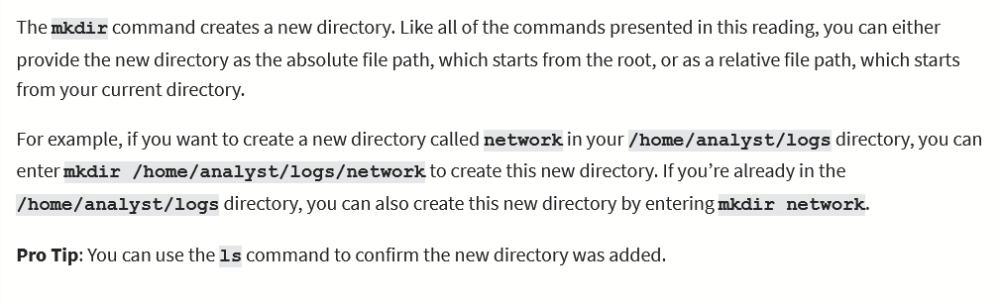 The mkdir command creates a new directory. Like all of the commands presented in this reading, you can either
provide the new directory as the absolute file path, which starts from the root, or as a relative file path, which starts
from your current directory.
For example, if you want to create a new directory called network in your /home/analyst/logs directory, you can
enter mkdir /home/analyst/logs/network to create this new directory. If you’re already in the
/home/analyst/logs directory, you can also create this new directory by entering mkdir network.
Pro Tip: You can use the ls command to confirm the new directory was added.